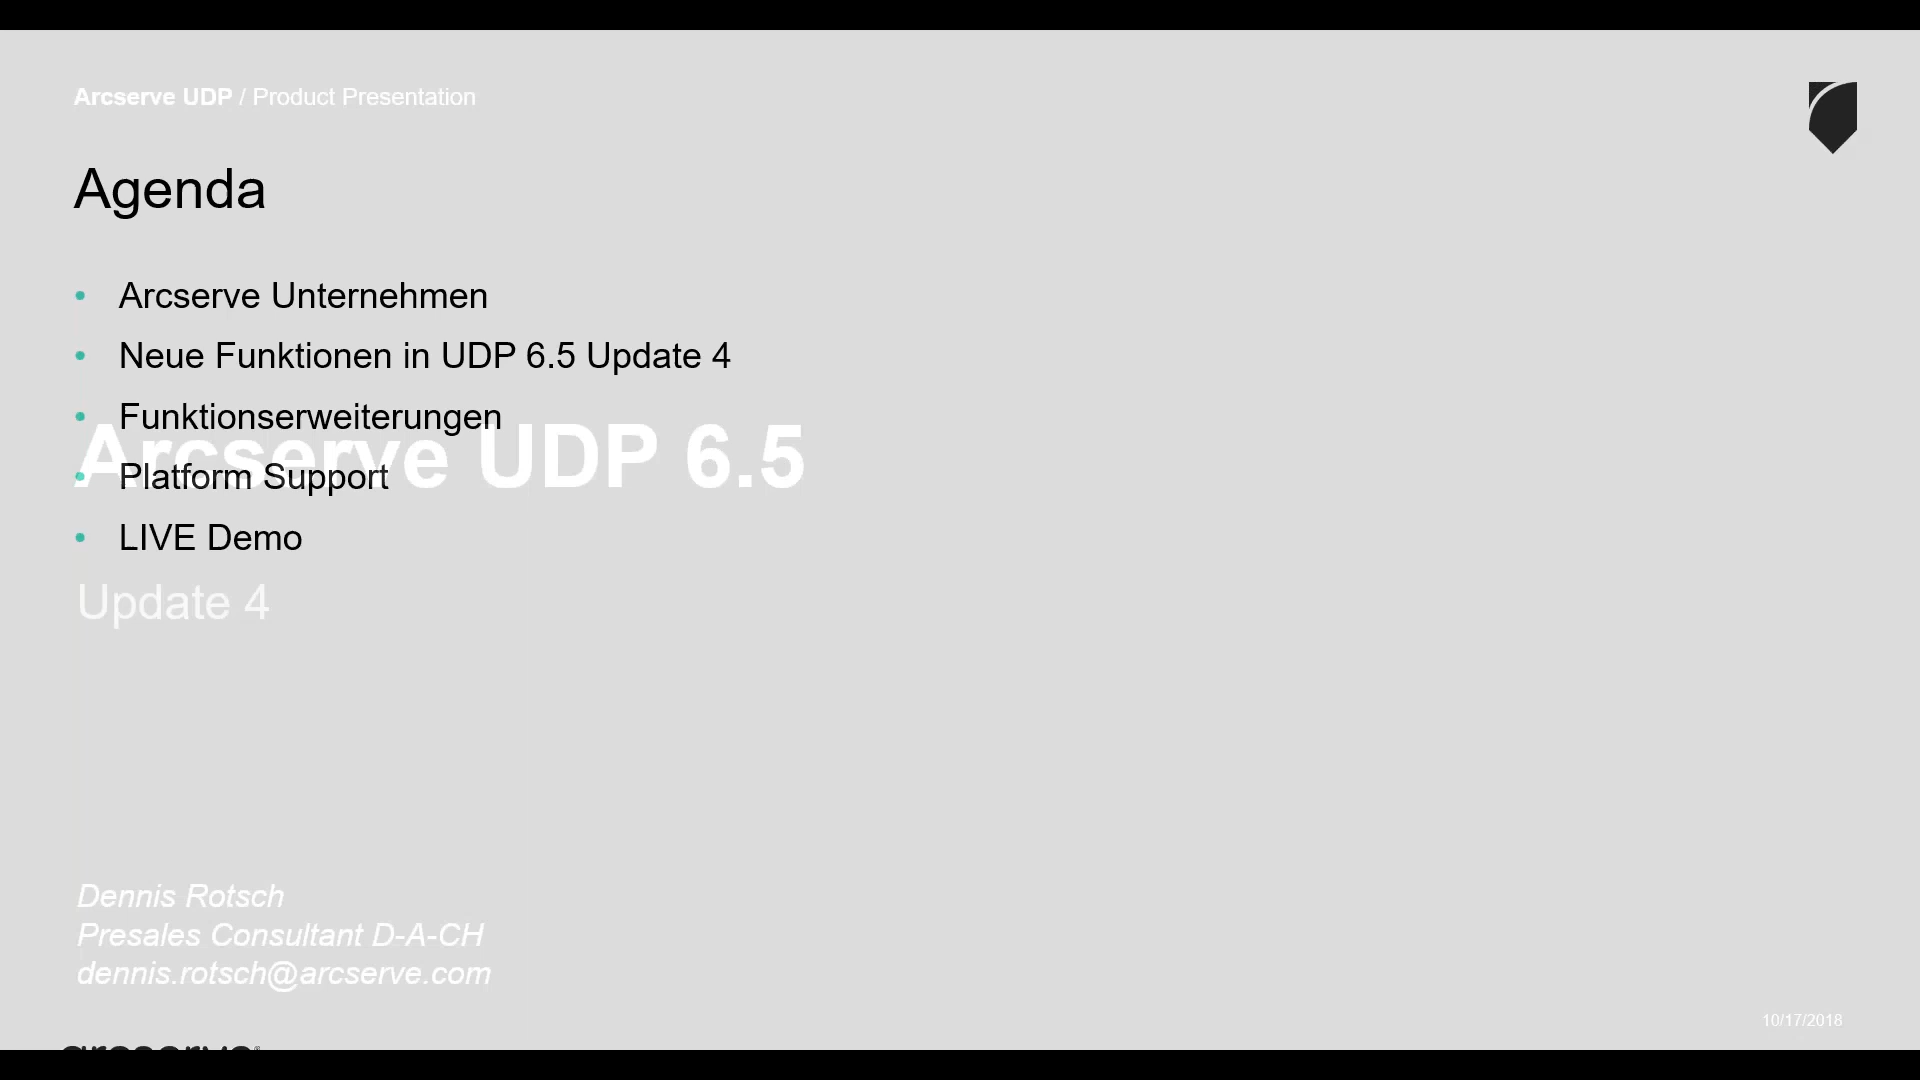 Arcserve UDP / Product Presentation
Agenda
• Arcserve Unternehmen
• Neue Funktionen in UDP 6.5 Update 4
• Funktionserweiterungen
Arcserve UDP 6.5
• Platform Support
• LIVE Demo
Update 4
Dennis Rotsch
Presales Consultant D-A-CH
dennis.rotsch@arcserve.com
10/17/2018
arcserve®